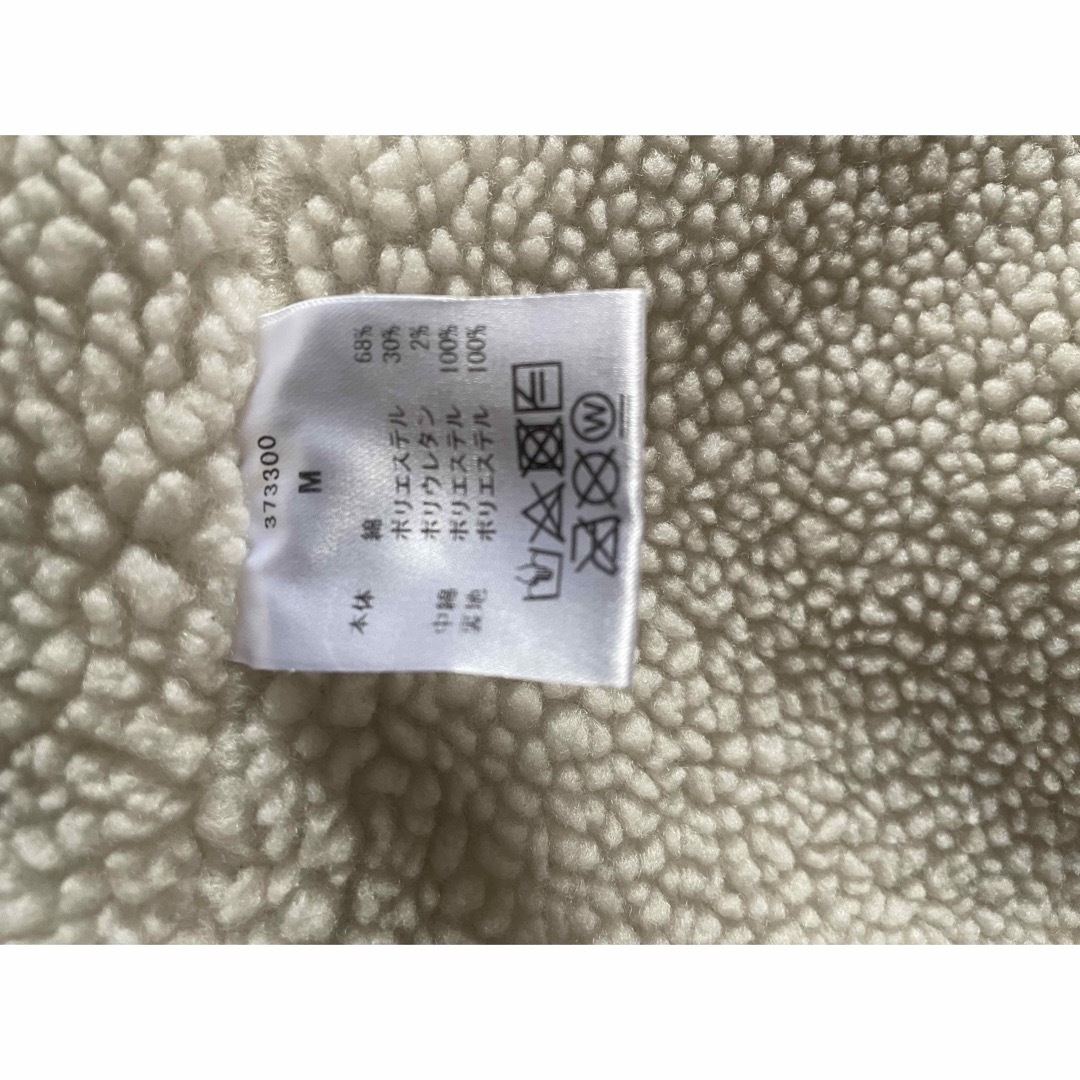 373300
M
本体 綿 68%
ポリエステル 30%
ポリウレタン 2%
中綿 ポリエステル 100%
裏地 ポリエステル 100%
W